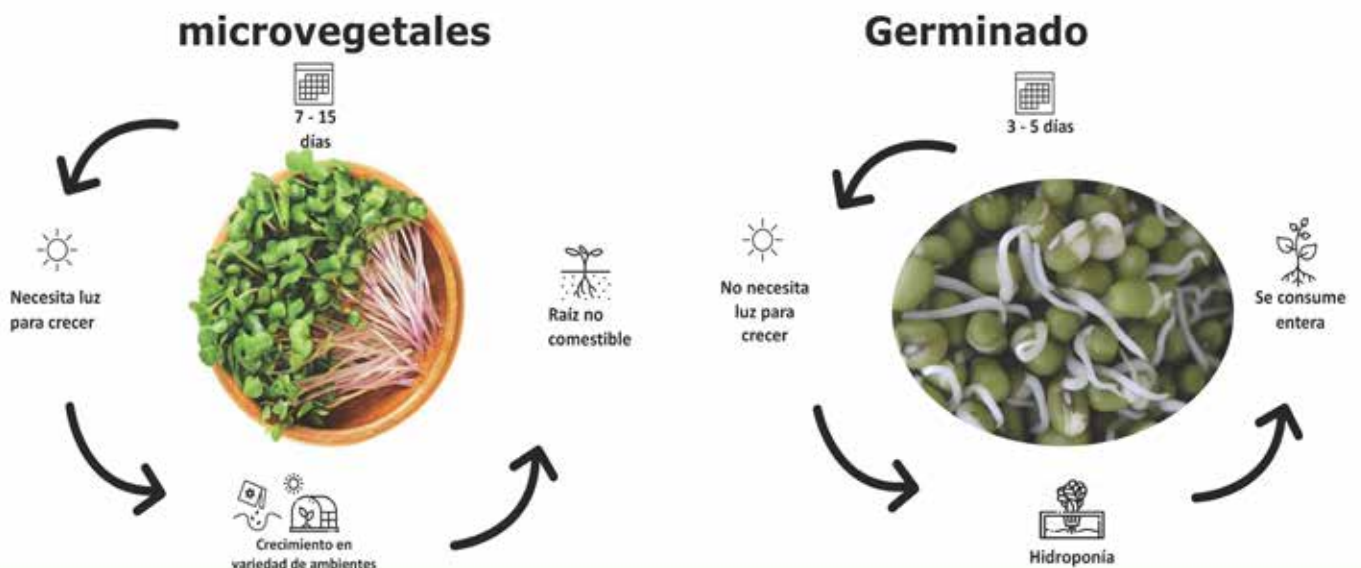 microvegetales
7 - 15
días
Necesita luz
para crecer
Crecimiento en
variedad de ambientes
Raíz no
comestible
Germinado
3 - 5 días
No necesita
luz para
crecer
Hidroponía
Se consume
entera